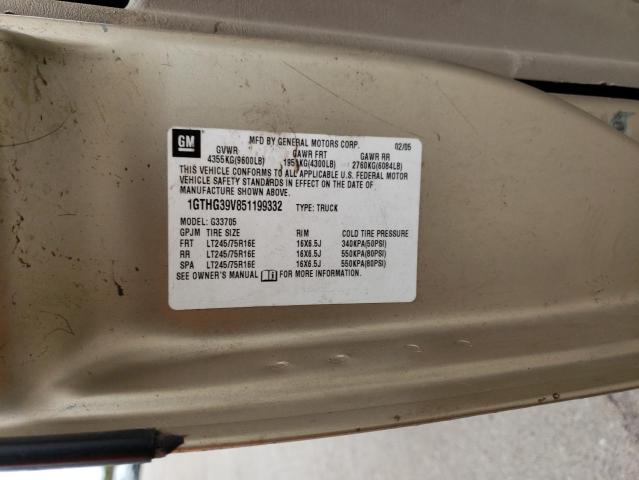 GM
MFD BY GENERAL MOTORS CORP. 02/05
GVWR GAWR FRT GAWR RR
4355KG(9600LB) 1951KG(4300LB) 2760KG(6084LB)
THIS VEHICLE CONFORMS TO ALL APPLICABLE U.S. FEDERAL MOTOR
VEHICLE SAFETY STANDARDS IN EFFECT ON THE DATE OF
MANUFACTURE SHOWN ABOVE.
1GTHG39V851199332 TYPE: TRUCK
MODEL: G33705
GPJM TIRE SIZE RIM COLD TIRE PRESSURE
FRT LT245/75R16E 16X6.5J 340KPA(50PSI)
RR LT245/75R16E 16X6.5J 550KPA(80PSI)
SPA LT245/75R16E 16X6.5J 550KPA(80PSI)
SEE OWNER'S MANUAL FOR MORE INFORMATION.